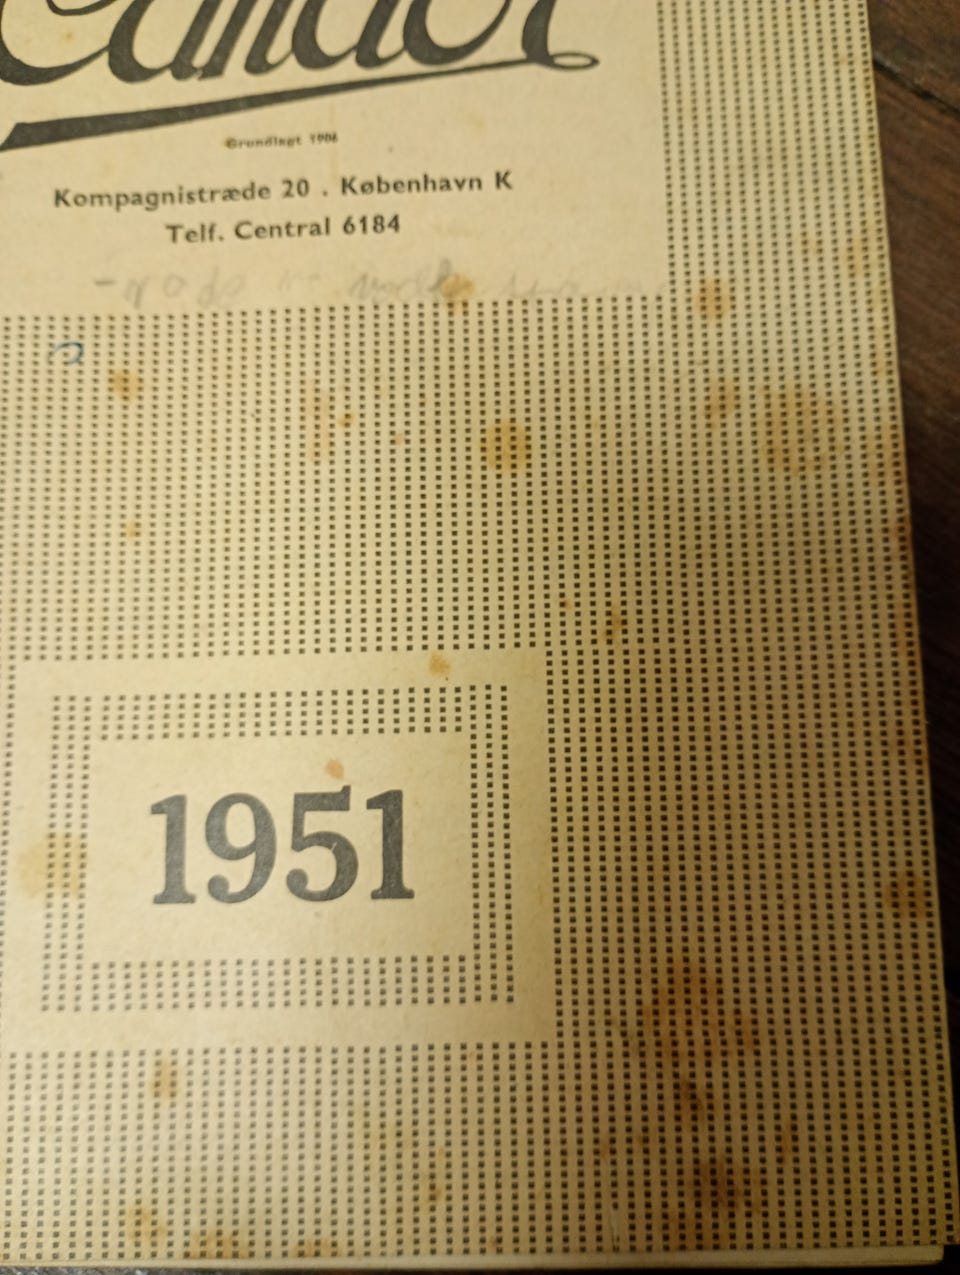 Grundlagt 1906
Kompagnistræde 20 . København K
Telf. Central 6184
1951